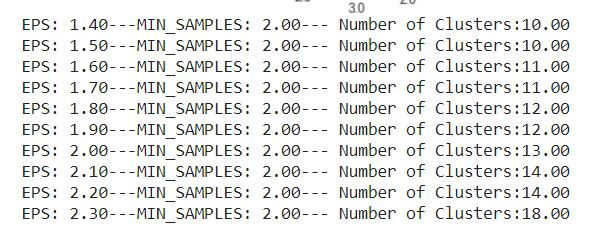 3.0
EPS: 1.40---MIN_SAMPLES: 2.00--- Number of Clusters:10.00
EPS: 1.50---MIN_SAMPLES: 2.00--- Number of Clusters:10.00
EPS: 1.60---MIN_SAMPLES: 2.00--- Number of Clusters:11.00
EPS: 1.70---MIN_SAMPLES: 2.00--- Number of Clusters:11.00
EPS: 1.80---MIN_SAMPLES: 2.00--- Number of Clusters:12.00
EPS: 1.90---MIN_SAMPLES: 2.00--- Number of Clusters:12.00
EPS: 2.00---MIN_SAMPLES: 2.00--- Number of Clusters:13.00
EPS: 2.10---MIN_SAMPLES: 2.00--- Number of Clusters:14.00
EPS: 2.20---MIN_SAMPLES: 2.00--- Number of Clusters:14.00
EPS: 2.30---MIN_SAMPLES: 2.00--- Number of Clusters:18.00